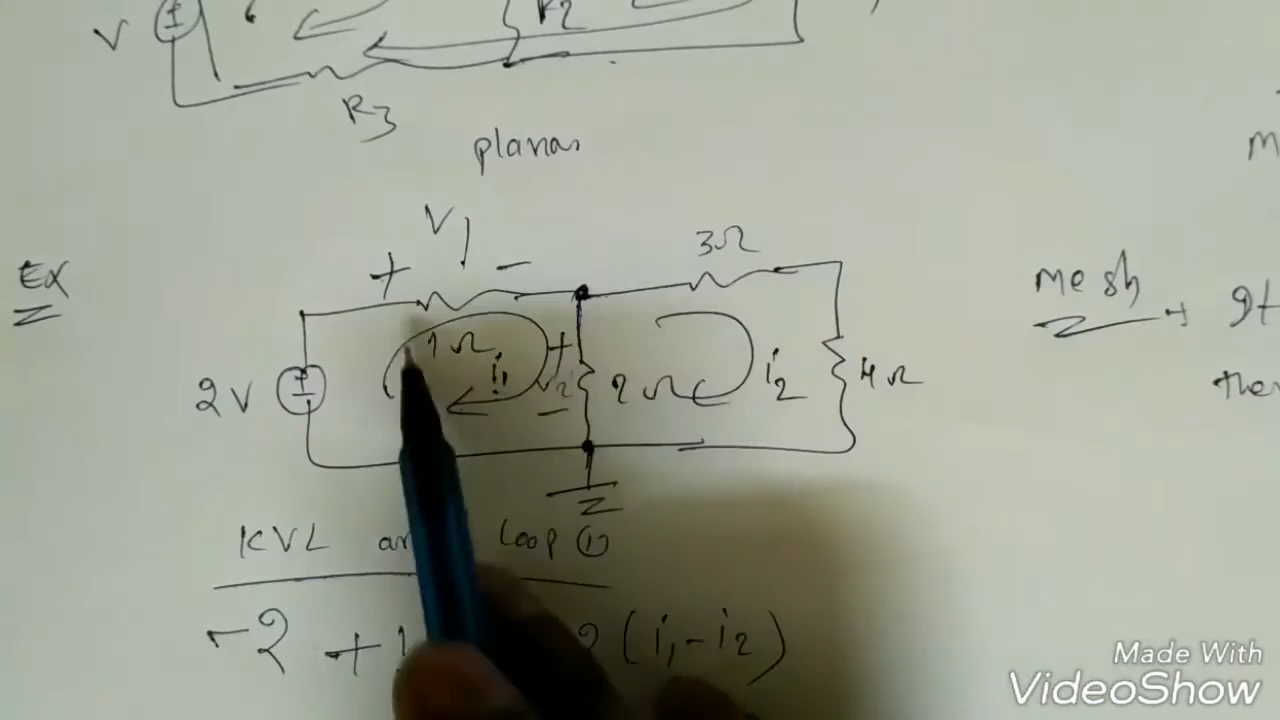 V
R2
R3
planar
V1
3Ω
Ex
+ −
mesh → gt
1Ω
i1
+
V2
−
2V
2Ω
i2
4Ω
KVL loop ①
-2 + 1 2 (i1 - i2)
Made With
VideoShow